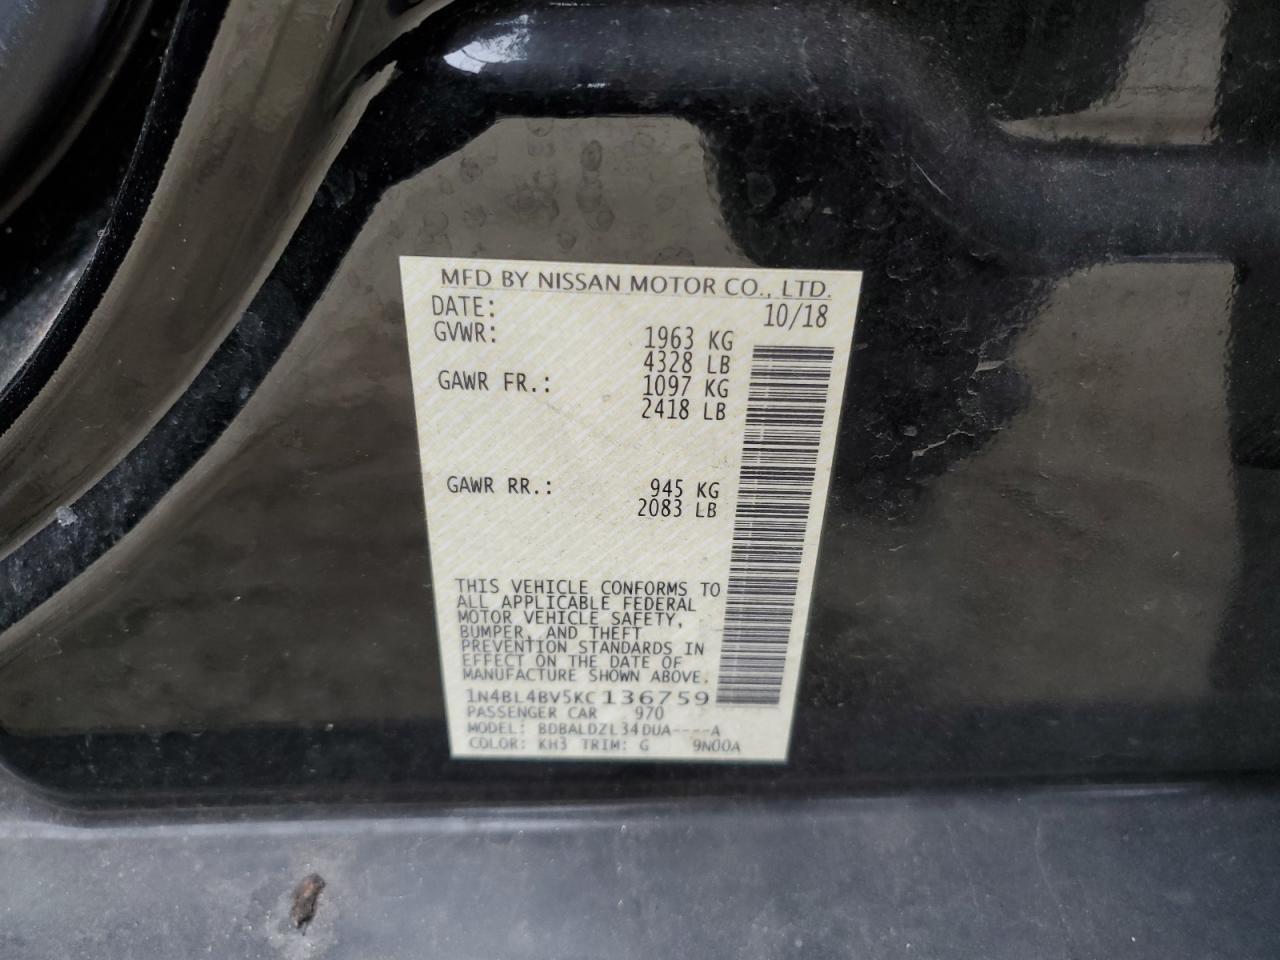 MFD BY NISSAN MOTOR CO., LTD.
DATE: 10/18
GVWR: 1963 KG
4328 LB
GAWR FR.: 1097 KG
2418 LB
GAWR RR.: 945 KG
2083 LB
THIS VEHICLE CONFORMS TO
ALL APPLICABLE FEDERAL
MOTOR VEHICLE SAFETY,
BUMPER, AND THEFT
PREVENTION STANDARDS IN
EFFECT ON THE DATE OF
MANUFACTURE SHOWN ABOVE.
1N4BL4BV5KC136759
PASSENGER CAR 970
MODEL: BDBALDZL34DUA----A
COLOR: KH3 TRIM: G 9N00A